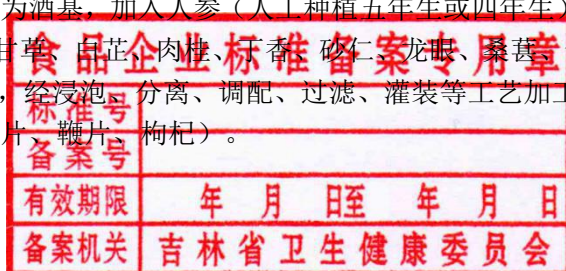 为酒基，加入人参（人工种植五年生或四年生）
食品企业标准备案专用章
甘草、白芷、肉桂、丁香、砂仁、龙眼、桑葚、
，经浸泡、分离、调配、过滤、灌装等工艺加工
标准号
片、鞭片、枸杞）。
备案号
有效期限 年 月 日至 年 月 日
备案机关 吉林省卫生健康委员会